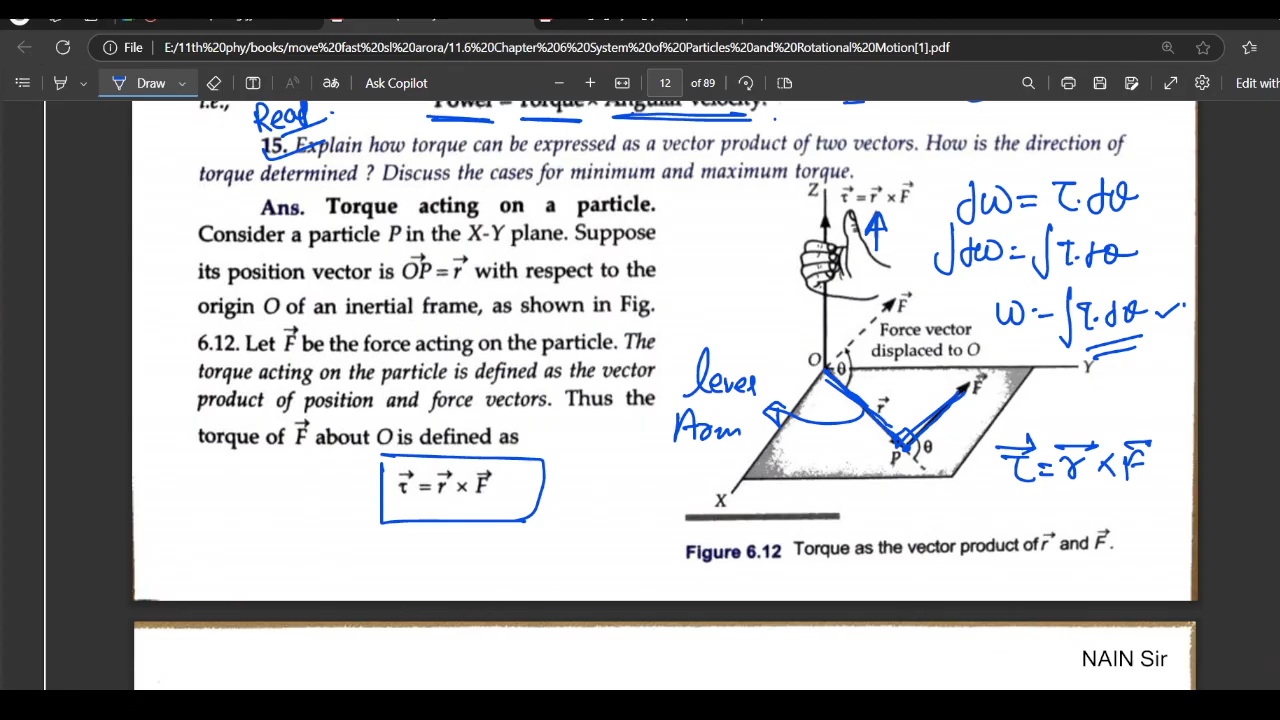 File E:/11th%20phy/books/move%20fast%20sl%20arora/11.6%20Chapter%206%20System%20of%20Particles%20and%20Rotational%20Motion[1].pdf
Draw aあ Ask Copilot 12 of 89 Edit with
i.e., Power = Torque × Angular velocity.
Read
15. Explain how torque can be expressed as a vector product of two vectors. How is the direction of
torque determined ? Discuss the cases for minimum and maximum torque.
Ans. Torque acting on a particle.
Consider a particle P in the X-Y plane. Suppose
its position vector is O⃗P = r⃗ with respect to the
origin O of an inertial frame, as shown in Fig.
6.12. Let F⃗ be the force acting on the particle. The
torque acting on the particle is defined as the vector
product of position and force vectors. Thus the
torque of F⃗ about O is defined as
τ⃗ = r⃗ × F⃗
Z τ⃗ = r⃗ × F⃗
F⃗
Force vector
displaced to O
O θ
Y
r⃗ F⃗
P θ
X
lever
Arm
dw = τ.dθ
∫dw = ∫τ.dθ
w = ∫τ.dθ
τ⃗ = r⃗ × F⃗
Figure 6.12 Torque as the vector product of r⃗ and F⃗.
NAIN Sir